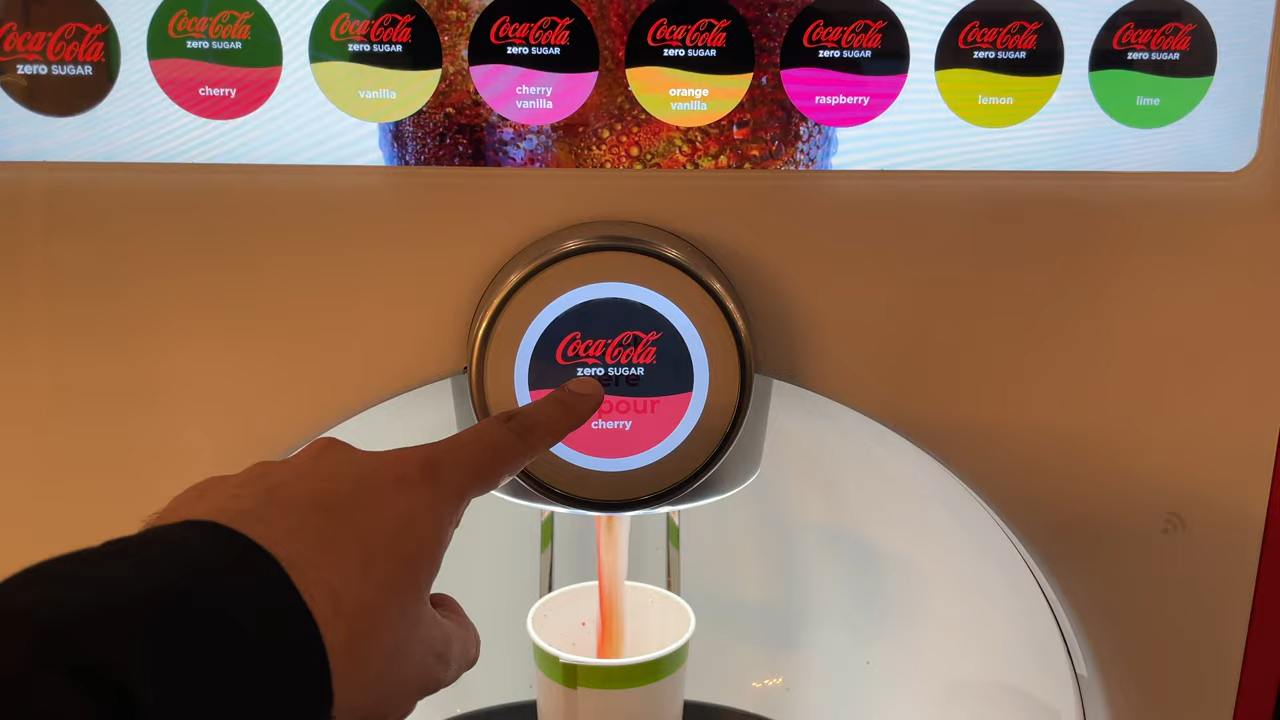 Coca-Cola
zero SUGAR
Coca-Cola
zero SUGAR
cherry
Coca-Cola
zero SUGAR
vanilla
Coca-Cola
zero SUGAR
cherry
vanilla
Coca-Cola
zero SUGAR
orange
vanilla
Coca-Cola
zero SUGAR
raspberry
Coca-Cola
zero SUGAR
lemon
Coca-Cola
zero SUGAR
lime
Coca-Cola
zero SUGAR
pour
cherry